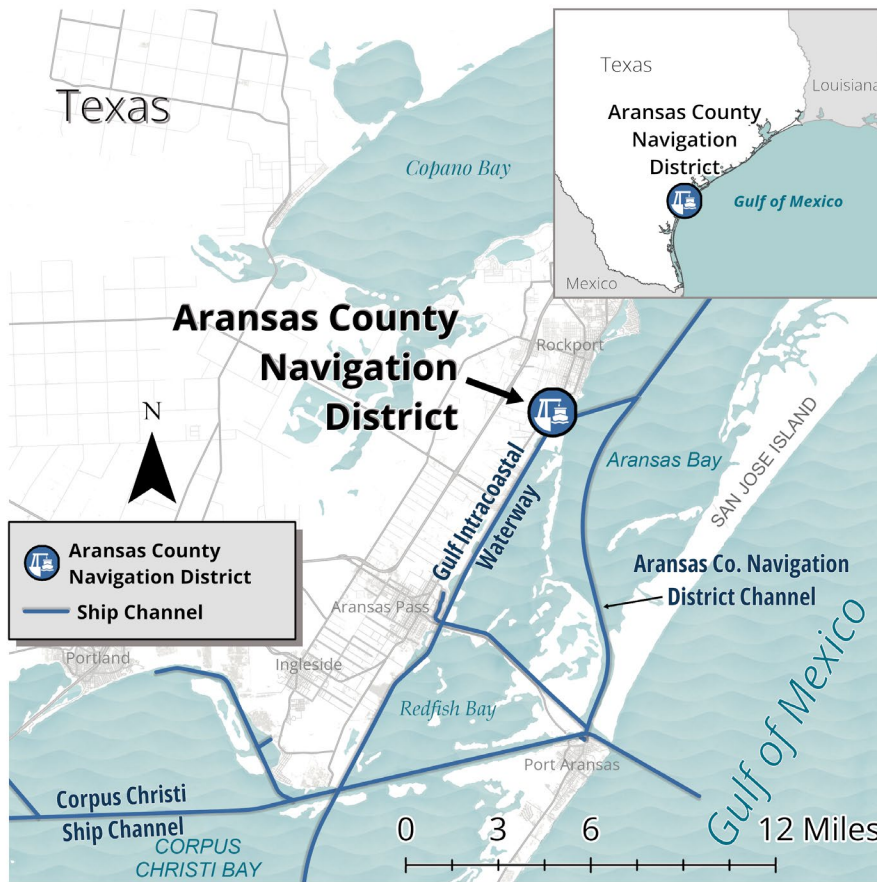 Texas
Copano Bay
Texas
Louisiana
Aransas County
Navigation
District
Gulf of Mexico
Mexico
Aransas County
Navigation
District
Rockport
N
Aransas Bay
SAN JOSE ISLAND
Gulf Intracoastal
Waterway
Aransas County
Navigation District
Ship Channel
Aransas Co. Navigation
District Channel
Aransas Pass
Portland
Ingleside
Redfish Bay
Gulf of Mexico
Port Aransas
Corpus Christi
Ship Channel
CORPUS
CHRISTI BAY
0 3 6 12 Miles